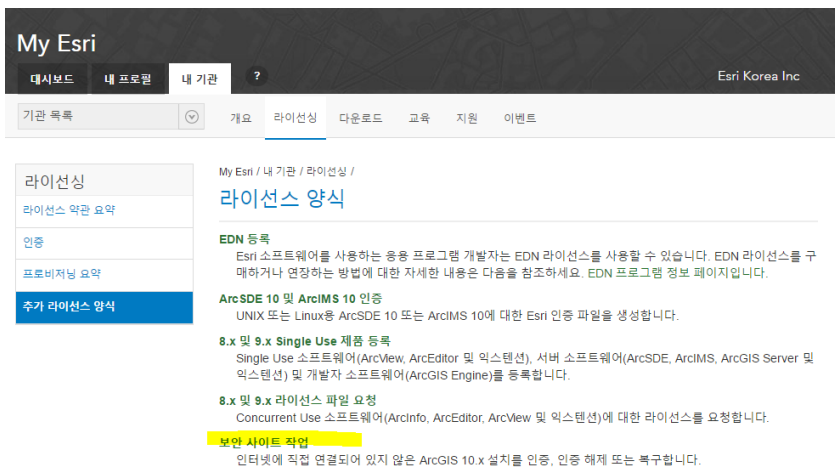 My Esri
대시보드 내 프로필 내 기관 ? Esri Korea Inc
기관 목록 개요 라이선싱 다운로드 교육 지원 이벤트
라이선싱
라이선스 약관 요약
인증
프로비저닝 요약
추가 라이선스 양식
My Esri / 내 기관 / 라이선싱 /
라이선스 양식
EDN 등록
Esri 소프트웨어를 사용하는 응용 프로그램 개발자는 EDN 라이선스를 사용할 수 있습니다. EDN 라이선스를 구
매하거나 연장하는 방법에 대한 자세한 내용은 다음을 참조하세요. EDN 프로그램 정보 페이지입니다.
ArcSDE 10 및 ArcIMS 10 인증
UNIX 또는 Linux용 ArcSDE 10 또는 ArcIMS 10에 대한 Esri 인증 파일을 생성합니다.
8.x 및 9.x Single Use 제품 등록
Single Use 소프트웨어(ArcView, ArcEditor 및 익스텐션), 서버 소프트웨어(ArcSDE, ArcIMS, ArcGIS Server 및
익스텐션) 및 개발자 소프트웨어(ArcGIS Engine)를 등록합니다.
8.x 및 9.x 라이선스 파일 요청
Concurrent Use 소프트웨어(ArcInfo, ArcEditor, ArcView 및 익스텐션)에 대한 라이선스를 요청합니다.
보안 사이트 작업
인터넷에 직접 연결되어 있지 않은 ArcGIS 10.x 설치를 인증, 인증 해제 또는 복구합니다.